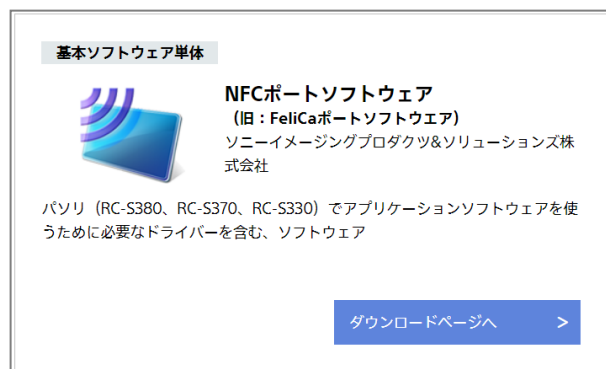 基本ソフトウェア単体
NFCポートソフトウェア
（旧：FeliCaポートソフトウエア）
ソニーイメージングプロダクツ&ソリューションズ株
式会社
パソリ（RC-S380、RC-S370、RC-S330）でアプリケーションソフトウェアを使
うために必要なドライバーを含む、ソフトウェア
ダウンロードページへ >